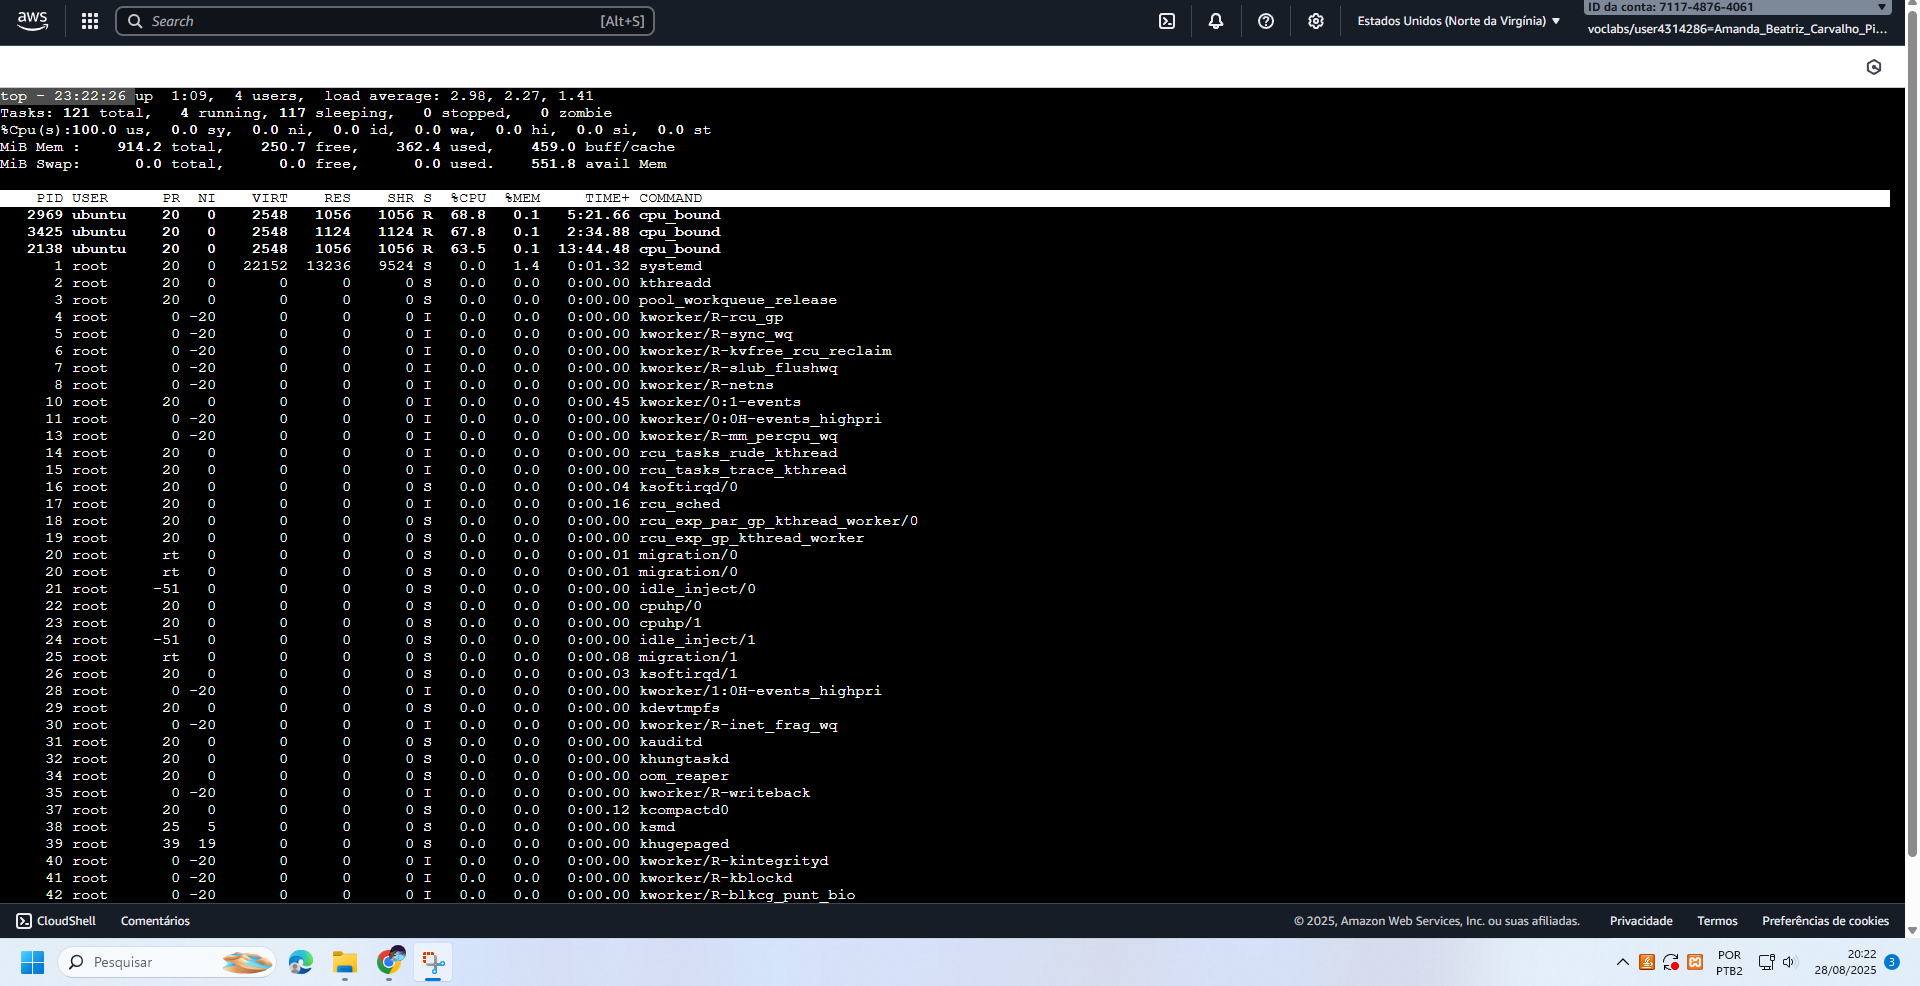 aws Search [Alt+S] Estados Unidos (Norte da Virgínia) ID da conta: 7117-4876-4061
voclabs/user4314286=Amanda_Beatriz_Carvalho_Pi...
top - 23:22:26 up  1:09,  4 users,  load average: 2.98, 2.27, 1.41
Tasks: 121 total,   4 running, 117 sleeping,   0 stopped,   0 zombie
%Cpu(s):100.0 us,  0.0 sy,  0.0 ni,  0.0 id,  0.0 wa,  0.0 hi,  0.0 si,  0.0 st
MiB Mem :    914.2 total,    250.7 free,    362.4 used,    459.0 buff/cache
MiB Swap:      0.0 total,      0.0 free,      0.0 used.    551.8 avail Mem
PID USER PR NI VIRT RES SHR S %CPU %MEM TIME+ COMMAND
2969 ubuntu 20 0 2548 1056 1056 R 68.8 0.1 5:21.66 cpu_bound
3425 ubuntu 20 0 2548 1124 1124 R 67.8 0.1 2:34.88 cpu_bound
2138 ubuntu 20 0 2548 1056 1056 R 63.5 0.1 13:44.48 cpu_bound
1 root 20 0 22152 13236 9524 S 0.0 1.4 0:01.32 systemd
2 root 20 0 0 0 0 S 0.0 0.0 0:00.00 kthreadd
3 root 20 0 0 0 0 S 0.0 0.0 0:00.00 pool_workqueue_release
4 root 0 -20 0 0 0 I 0.0 0.0 0:00.00 kworker/R-rcu_gp
5 root 0 -20 0 0 0 I 0.0 0.0 0:00.00 kworker/R-sync_wq
6 root 0 -20 0 0 0 I 0.0 0.0 0:00.00 kworker/R-kvfree_rcu_reclaim
7 root 0 -20 0 0 0 I 0.0 0.0 0:00.00 kworker/R-slub_flushwq
8 root 0 -20 0 0 0 I 0.0 0.0 0:00.00 kworker/R-netns
10 root 20 0 0 0 0 I 0.0 0.0 0:00.45 kworker/0:1-events
11 root 0 -20 0 0 0 I 0.0 0.0 0:00.00 kworker/0:0H-events_highpri
13 root 0 -20 0 0 0 I 0.0 0.0 0:00.00 kworker/R-mm_percpu_wq
14 root 20 0 0 0 0 I 0.0 0.0 0:00.00 rcu_tasks_rude_kthread
15 root 20 0 0 0 0 I 0.0 0.0 0:00.00 rcu_tasks_trace_kthread
16 root 20 0 0 0 0 S 0.0 0.0 0:00.04 ksoftirqd/0
17 root 20 0 0 0 0 I 0.0 0.0 0:00.16 rcu_sched
18 root 20 0 0 0 0 S 0.0 0.0 0:00.00 rcu_exp_par_gp_kthread_worker/0
19 root 20 0 0 0 0 S 0.0 0.0 0:00.00 rcu_exp_gp_kthread_worker
20 root rt 0 0 0 0 S 0.0 0.0 0:00.01 migration/0
20 root rt 0 0 0 0 S 0.0 0.0 0:00.01 migration/0
21 root -51 0 0 0 0 S 0.0 0.0 0:00.00 idle_inject/0
22 root 20 0 0 0 0 S 0.0 0.0 0:00.00 cpuhp/0
23 root 20 0 0 0 0 S 0.0 0.0 0:00.00 cpuhp/1
24 root -51 0 0 0 0 S 0.0 0.0 0:00.00 idle_inject/1
25 root rt 0 0 0 0 S 0.0 0.0 0:00.08 migration/1
26 root 20 0 0 0 0 S 0.0 0.0 0:00.03 ksoftirqd/1
28 root 0 -20 0 0 0 I 0.0 0.0 0:00.00 kworker/1:0H-events_highpri
29 root 20 0 0 0 0 S 0.0 0.0 0:00.00 kdevtmpfs
30 root 0 -20 0 0 0 I 0.0 0.0 0:00.00 kworker/R-inet_frag_wq
31 root 20 0 0 0 0 S 0.0 0.0 0:00.00 kauditd
32 root 20 0 0 0 0 S 0.0 0.0 0:00.00 khungtaskd
34 root 20 0 0 0 0 S 0.0 0.0 0:00.00 oom_reaper
35 root 0 -20 0 0 0 I 0.0 0.0 0:00.00 kworker/R-writeback
37 root 20 0 0 0 0 S 0.0 0.0 0:00.12 kcompactd0
38 root 25 5 0 0 0 S 0.0 0.0 0:00.00 ksmd
39 root 39 19 0 0 0 S 0.0 0.0 0:00.00 khugepaged
40 root 0 -20 0 0 0 I 0.0 0.0 0:00.00 kworker/R-kintegrityd
41 root 0 -20 0 0 0 I 0.0 0.0 0:00.00 kworker/R-kblockd
42 root 0 -20 0 0 0 I 0.0 0.0 0:00.00 kworker/R-blkcg_punt_bio
CloudShell Comentários © 2025, Amazon Web Services, Inc. ou suas afiliadas. Privacidade Termos Preferências de cookies
Pesquisar POR 20:22
PTB2 28/08/2025 3